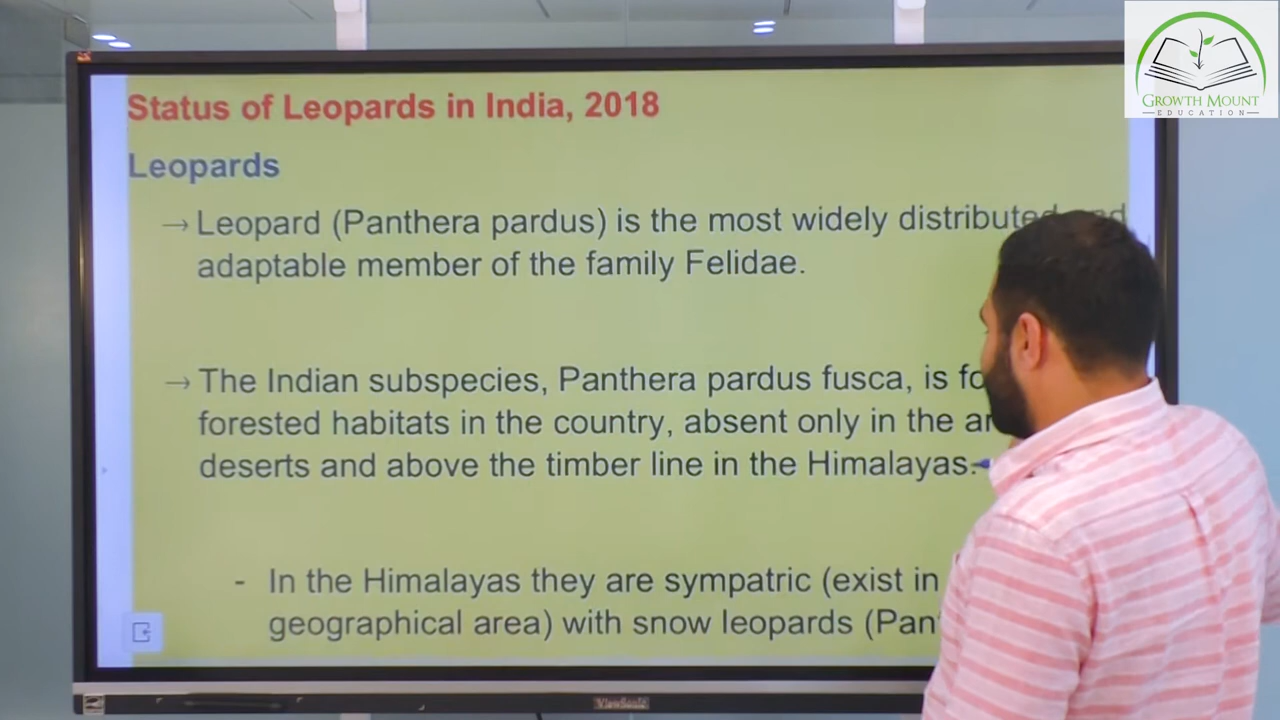 Status of Leopards in India, 2018
Leopards
→ Leopard (Panthera pardus) is the most widely distributed
adaptable member of the family Felidae.
→ The Indian subspecies, Panthera pardus fusca, is
forested habitats in the country, absent only in the
deserts and above the timber line in the Himalayas.
- In the Himalayas they are sympatric (exist in
geographical area) with snow leopards
ViewSonic
GROWTH MOUNT
EDUCATION